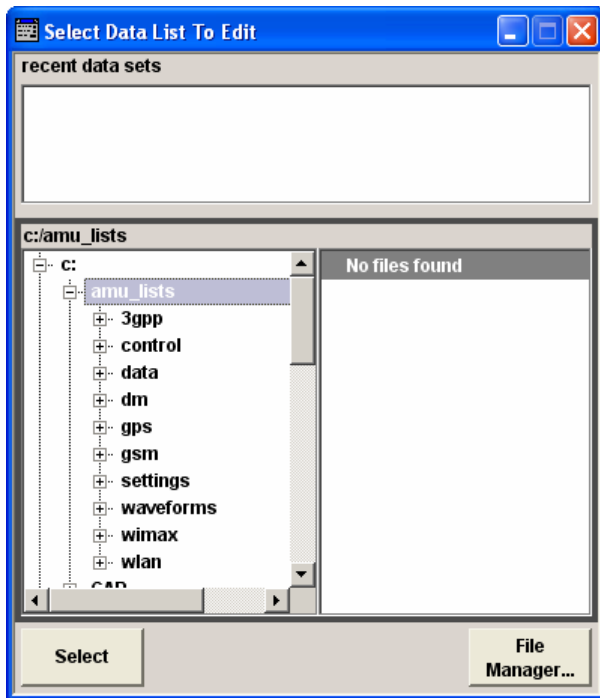 Select Data List To Edit
recent data sets
c:/amu_lists
c:
No files found
amu_lists
3gpp
control
data
dm
gps
gsm
settings
waveforms
wimax
wlan
Select
File
Manager...